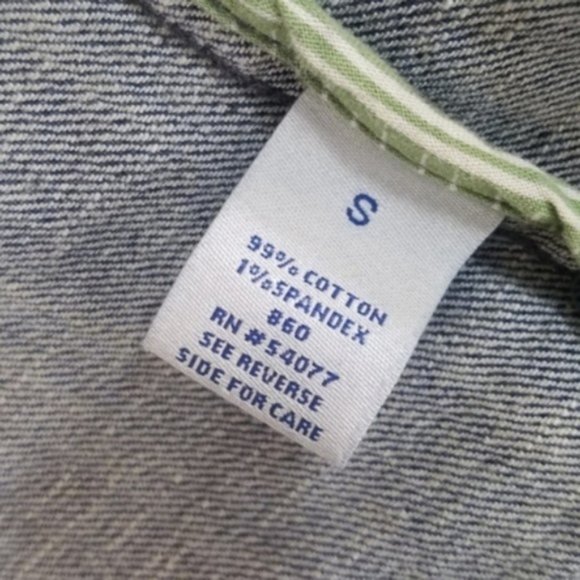 S
99% COTTON
1% SPANDEX
860
RN # 54077
SEE REVERSE
SIDE FOR CARE